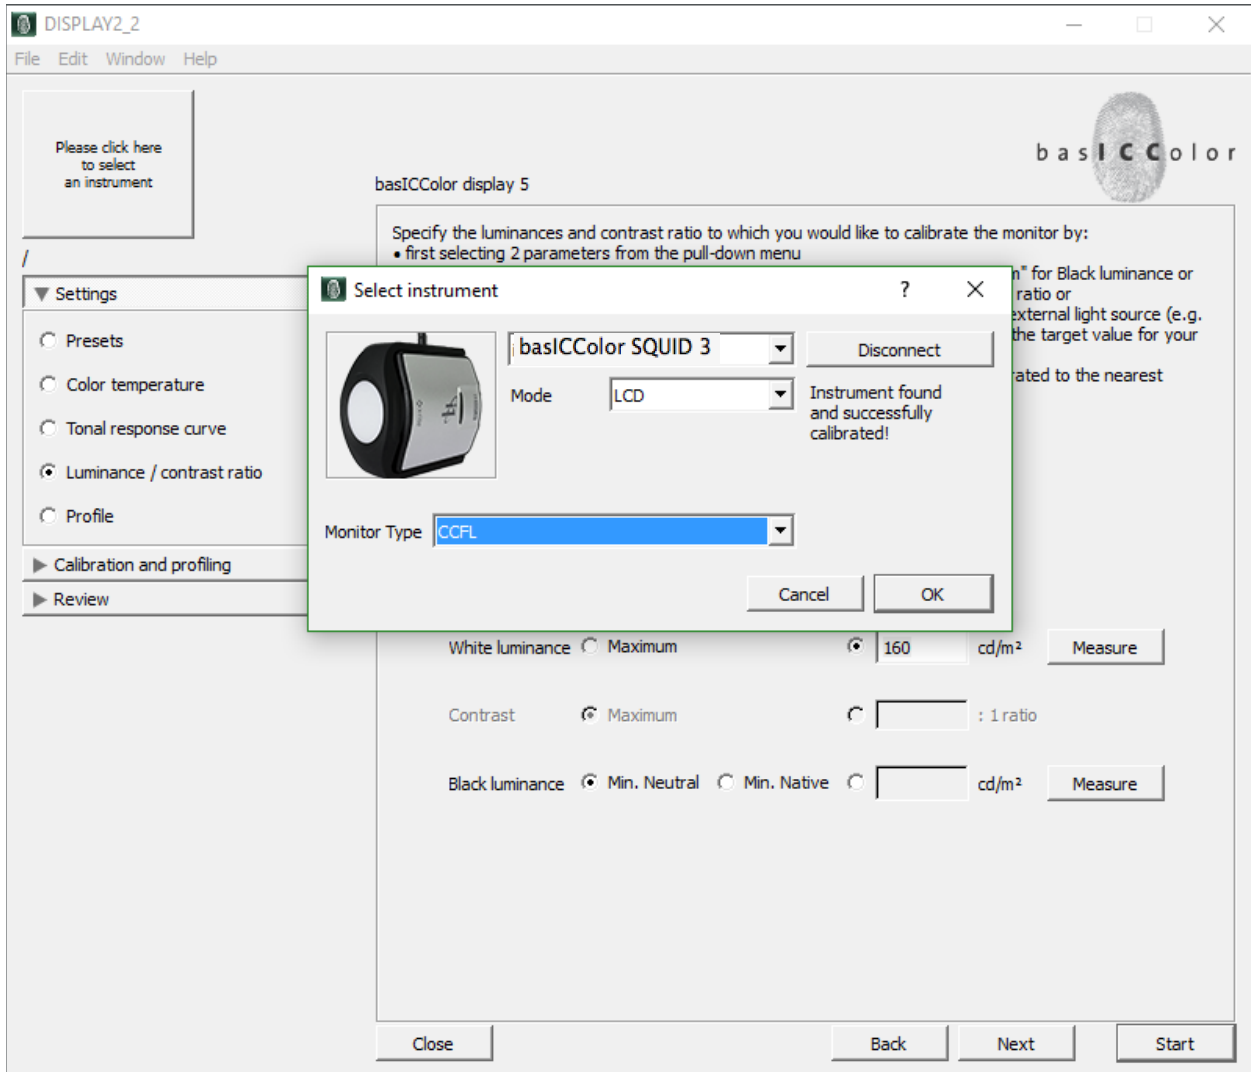 DISPLAY2_2
File Edit Window Help
Please click here
to select
an instrument
/
basICColor
basICColor display 5
Settings
Presets
Color temperature
Tonal response curve
Luminance / contrast ratio
Profile
Calibration and profiling
Review
Specify the luminances and contrast ratio to which you would like to calibrate the monitor by:
• first selecting 2 parameters from the pull-down menu
" for Black luminance or
ratio or
external light source (e.g.
the target value for your
rated to the nearest
Select instrument
?
basICColor SQUID 3
Disconnect
Mode LCD
Instrument found
and successfully
calibrated!
Monitor Type CCFL
Cancel OK
White luminance Maximum 160 cd/m² Measure
Contrast Maximum : 1 ratio
Black luminance Min. Neutral Min. Native cd/m² Measure
Close Back Next Start